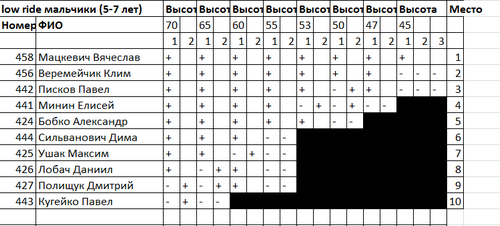 low ride мальчики (5-7 лет) Высот Высот Высот Высот Высот Высот Высот Высота Место
Номер ФИО 70 65 60 55 53 50 47 45
1 2 1 2 1 2 1 2 1 2 1 2 1 2 1 2 3
458 Мацкевич Вячеслав + + + + + + + + 1
456 Веремейчик Клим + + + + + + + - - - 2
442 Писков Павел + + + + + - + + - - - 3
441 Минин Елисей + + + + - + - + - - 4
424 Бобко Александр + + + + + - - 5
444 Сильванович Дима + + + - - 6
425 Ушак Максим + + - + - - 7
426 Лобач Даниил + - + + - - 8
427 Полищук Дмитрий - + - + + - - 9
443 Кугейко Павел - + - - 10